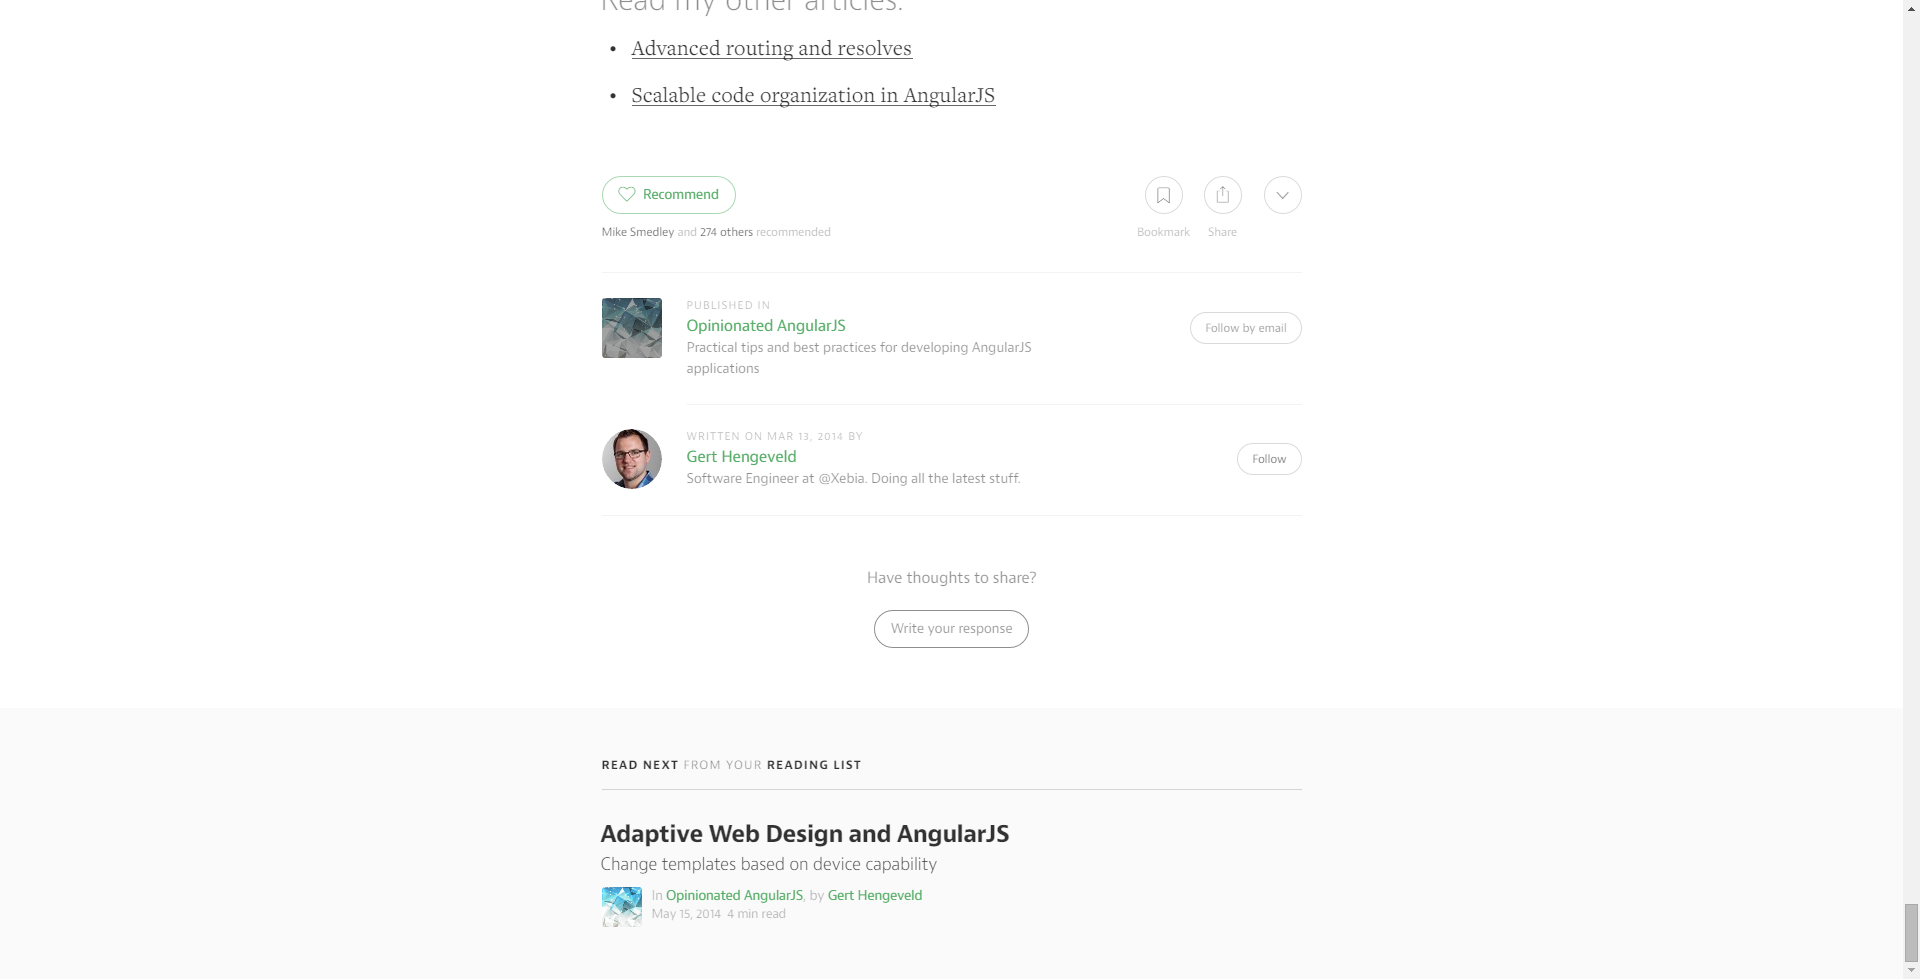 Read my other articles:
• Advanced routing and resolves
• Scalable code organization in AngularJS
Recommend
Mike Smedley and 274 others recommended
Bookmark
Share
PUBLISHED IN
Opinionated AngularJS
Practical tips and best practices for developing AngularJS
applications
Follow by email
WRITTEN ON MAR 13, 2014 BY
Gert Hengeveld
Software Engineer at @Xebia. Doing all the latest stuff.
Follow
Have thoughts to share?
Write your response
READ NEXT FROM YOUR READING LIST
Adaptive Web Design and AngularJS
Change templates based on device capability
In Opinionated AngularJS, by Gert Hengeveld
May 15, 2014 4 min read